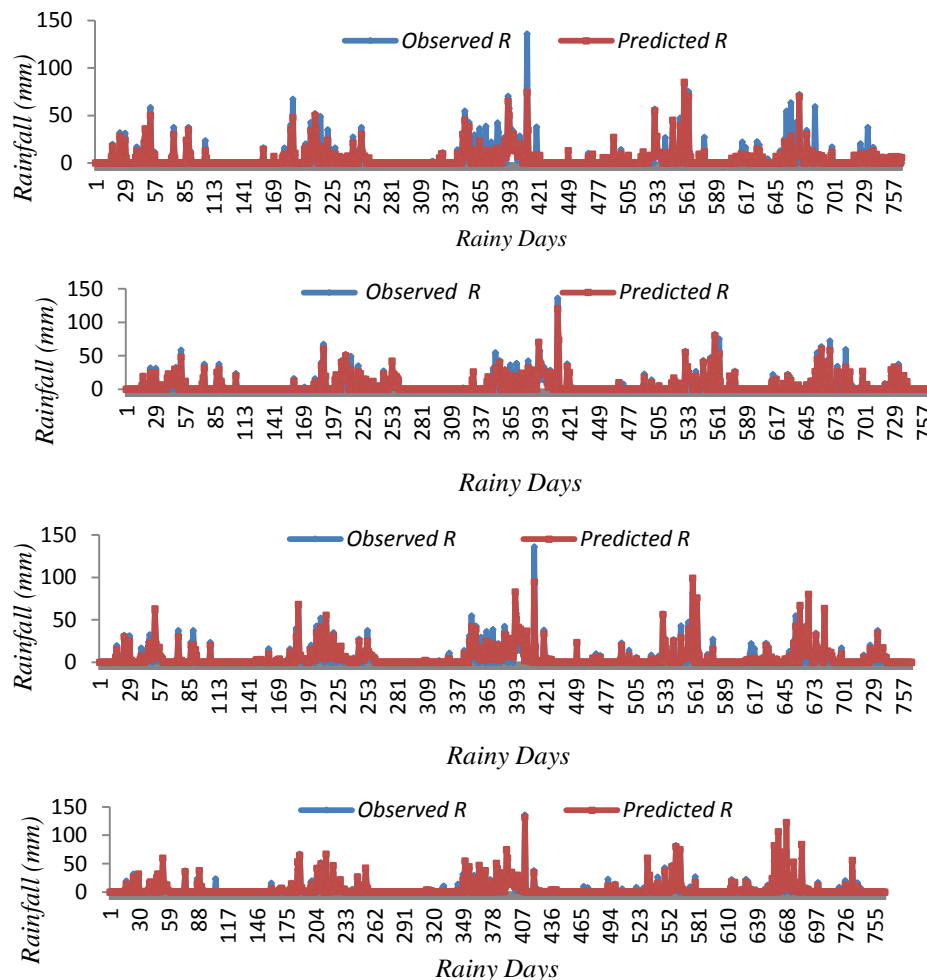 150
Observed R
Predicted R
100
50
0
Rainfall (mm)
1 29 57 85 113 141 169 197 225 253 281 309 337 365 393 421 449 477 505 533 561 589 617 645 673 701 729 757
Rainy Days
150
Observed R
Predicted R
100
50
0
Rainfall (mm)
1 29 57 85 113 141 169 197 225 253 281 309 337 365 393 421 449 477 505 533 561 589 617 645 673 701 729 757
Rainy Days
150
Observed R
Predicted R
100
50
0
Rainfall (mm)
1 29 57 85 113 141 169 197 225 253 281 309 337 365 393 421 449 477 505 533 561 589 617 645 673 701 729 757
Rainy Days
150
Observed R
Predicted R
100
50
0
Rainfall (mm)
1 30 59 88 117 146 175 204 233 262 291 320 349 378 407 436 465 494 523 552 581 610 639 668 697 726 755
Rainy Days